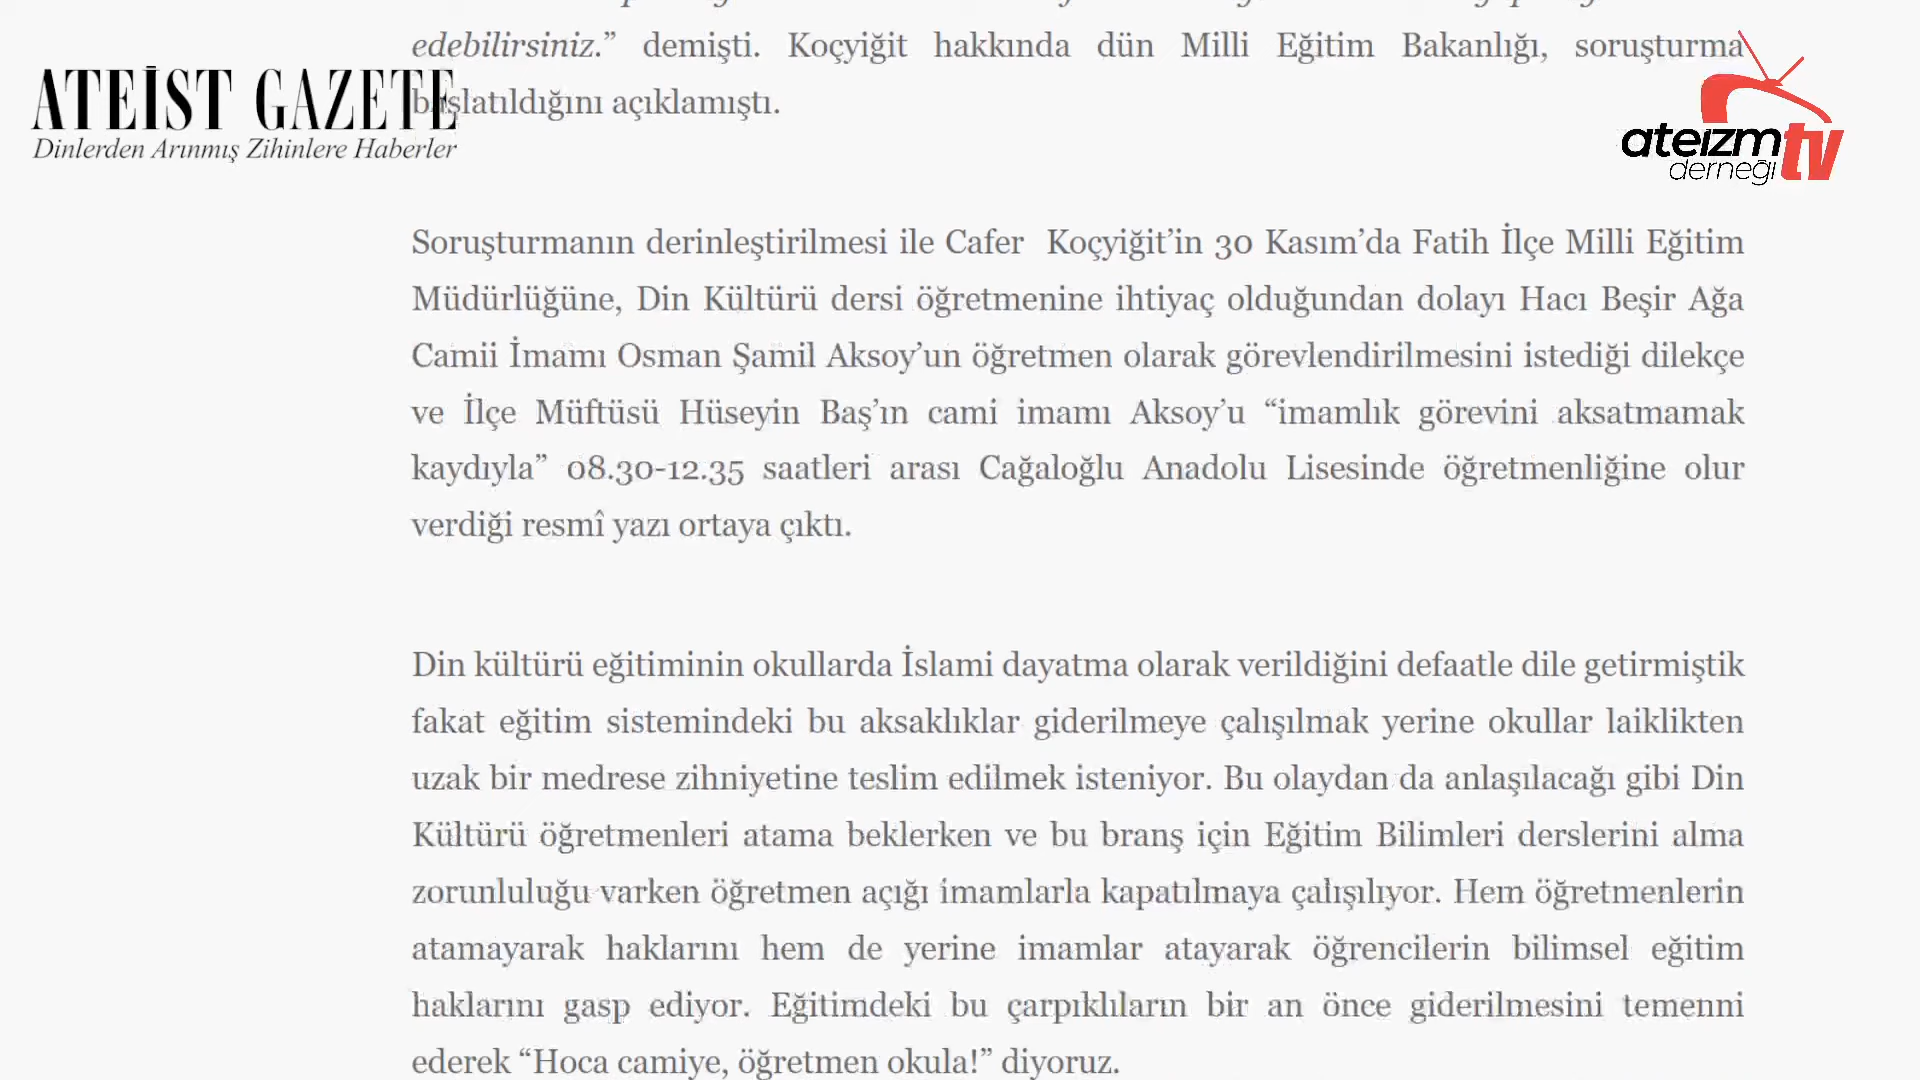 edebilirsiniz.” demişti. Koçyiğit hakkında dün Milli Eğitim Bakanlığı, soruşturma
başlatıldığını açıklamıştı.
ATEİST GAZETE
Dinlerden Arınmış Zihinlere Haberler
ateizm tv
derneği
Soruşturmanın derinleştirilmesi ile Cafer Koçyiğit’in 30 Kasım’da Fatih İlçe Milli Eğitim
Müdürlüğüne, Din Kültürü dersi öğretmenine ihtiyaç olduğundan dolayı Hacı Beşir Ağa
Camii İmamı Osman Şamil Aksoy’un öğretmen olarak görevlendirilmesini istediği dilekçe
ve İlçe Müftüsü Hüseyin Baş’ın cami imamı Aksoy’u “imamlık görevini aksatmamak
kaydıyla” 08.30-12.35 saatleri arası Cağaloğlu Anadolu Lisesinde öğretmenliğine olur
verdiği resmî yazı ortaya çıktı.
Din kültürü eğitiminin okullarda İslami dayatma olarak verildiğini defaatle dile getirmiştik
fakat eğitim sistemindeki bu aksaklıklar giderilmeye çalışılmak yerine okullar laiklikten
uzak bir medrese zihniyetine teslim edilmek isteniyor. Bu olaydan da anlaşılacağı gibi Din
Kültürü öğretmenleri atama beklerken ve bu branş için Eğitim Bilimleri derslerini alma
zorunluluğu varken öğretmen açığı imamlarla kapatılmaya çalışılıyor. Hem öğretmenlerin
atamayarak haklarını hem de yerine imamlar atayarak öğrencilerin bilimsel eğitim
haklarını gasp ediyor. Eğitimdeki bu çarpıklıların bir an önce giderilmesini temenni
ederek “Hoca camiye, öğretmen okula!” diyoruz.